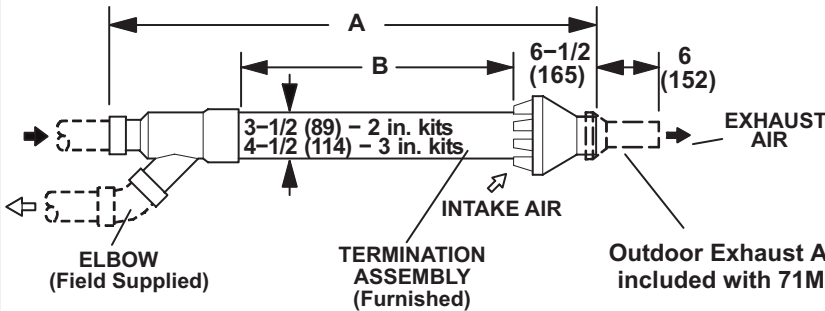 A
B
6−1/2
(165)
6
(152)
3−1/2 (89) − 2 in. kits
4−1/2 (114) − 3 in. kits
EXHAUST
AIR
INTAKE AIR
ELBOW
(Field Supplied)
TERMINATION
ASSEMBLY
(Furnished)
Outdoor Exhaust
included with